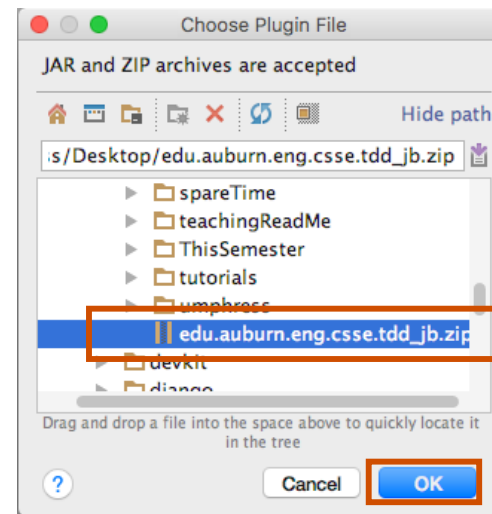 Choose Plugin File
JAR and ZIP archives are accepted
Hide path
s/Desktop/edu.auburn.eng.csse.tdd_jb.zip
spareTime
teachingReadMe
ThisSemester
tutorials
umphress
edu.auburn.eng.csse.tdd_jb.zip
devkit
django
Drag and drop a file into the space above to quickly locate it
in the tree
?
Cancel
OK